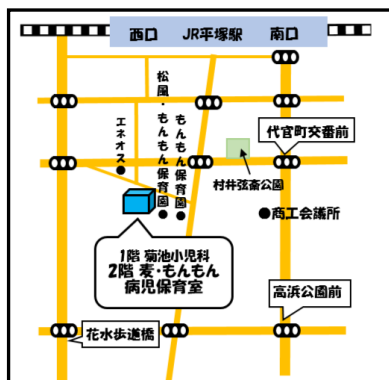 西口 JR平塚駅 南口
松風・もんもん保育園
もんもん保育園
エネオス
代官町交番前
村井弦斎公園
商工会議所
1階 菊池小児科
2階 麦・もんもん
病児保育室
高浜公園前
花水歩道橋